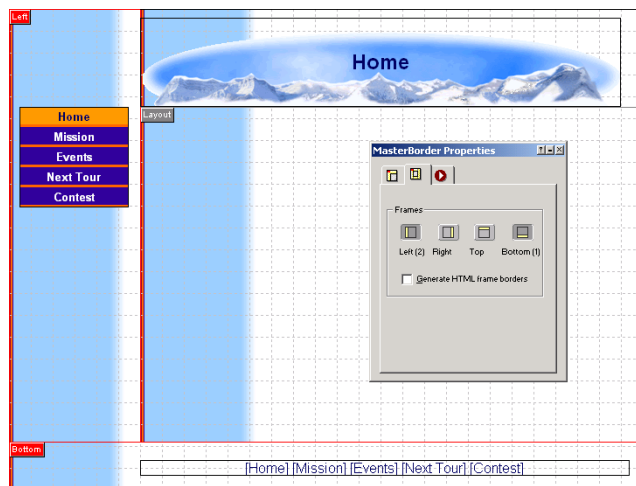 Left
Home
Layout
Home
Mission
Events
Next Tour
Contest
MasterBorder Properties
Frames
Left (2) Right Top Bottom (1)
Generate HTML frame borders
Bottom
[Home] [Mission] [Events] [Next Tour] [Contest]